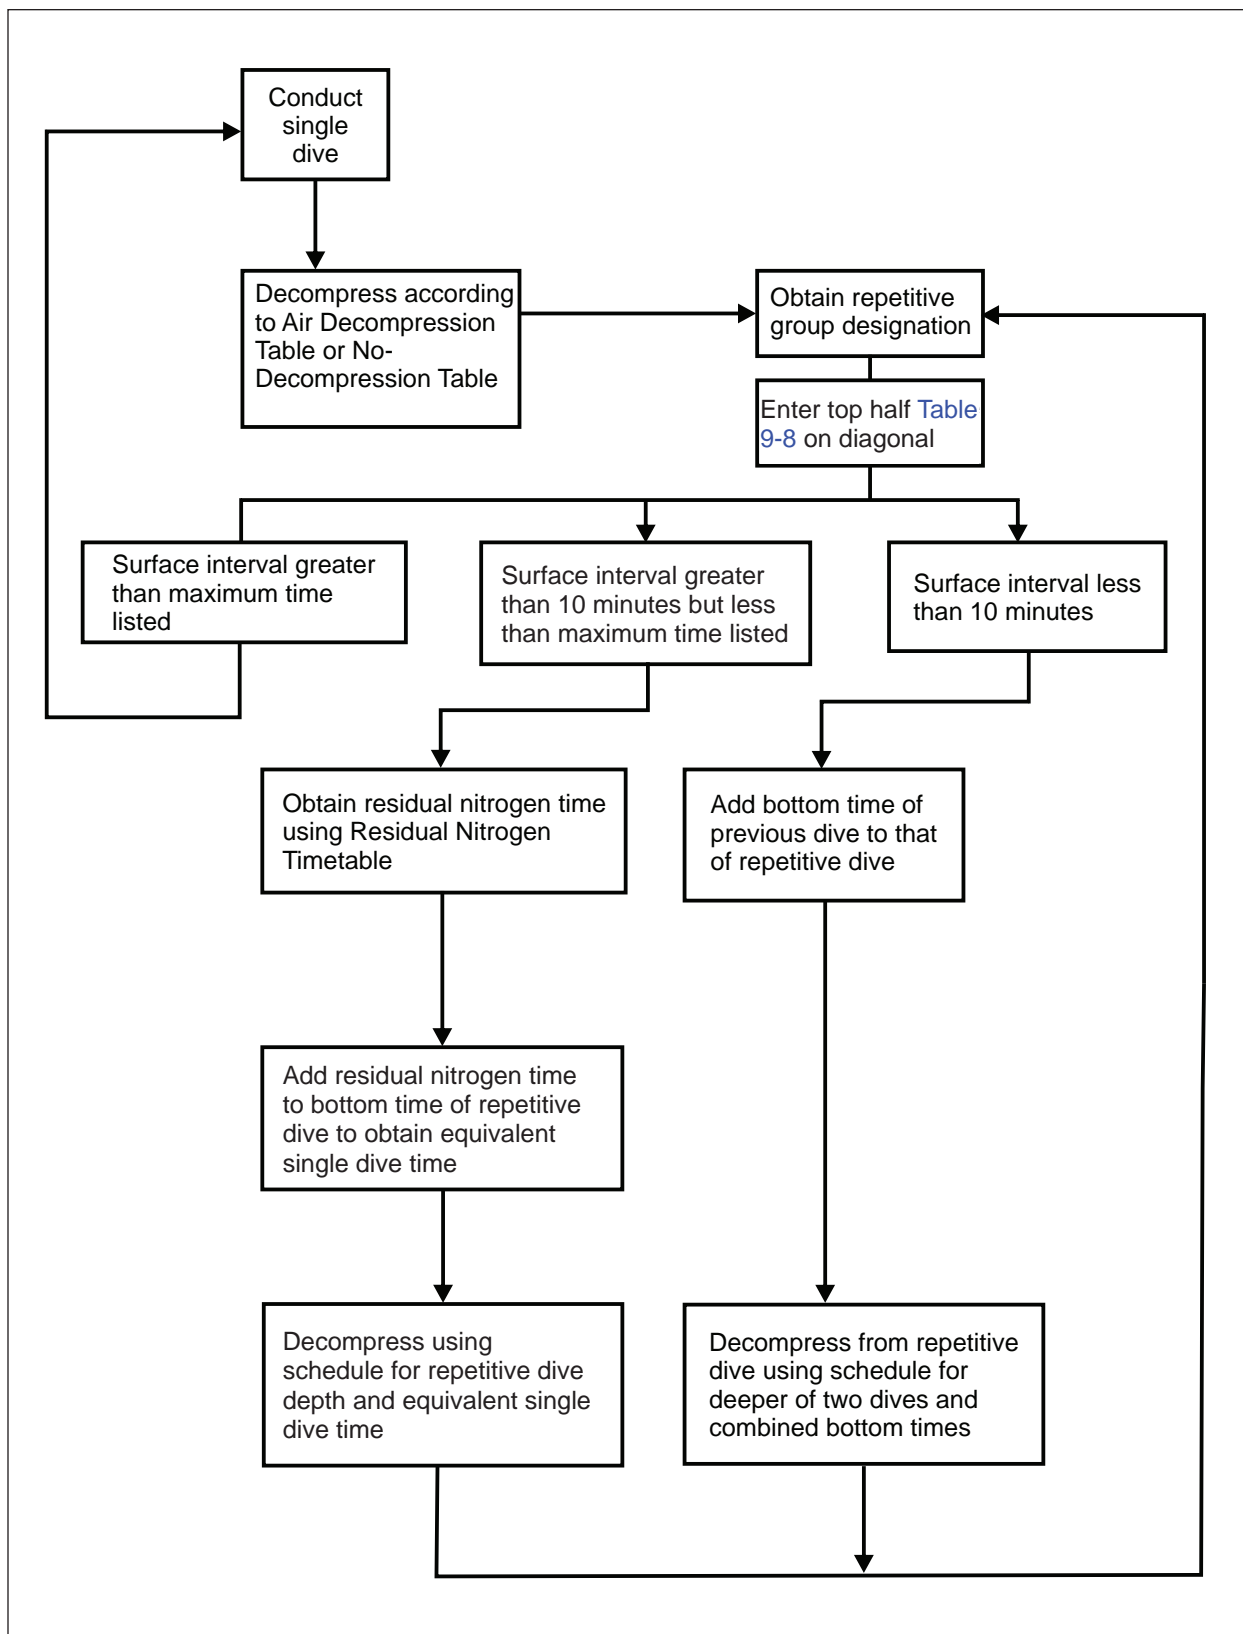 Conduct
single
dive
Decompress according
to Air Decompression
Table or No-
Decompression Table
Obtain repetitive
group designation
Enter top half Table
9-8 on diagonal
Surface interval greater
than maximum time
listed
Surface interval greater
than 10 minutes but less
than maximum time listed
Surface interval less
than 10 minutes
Obtain residual nitrogen time
using Residual Nitrogen
Timetable
Add bottom time of
previous dive to that
of repetitive dive
Add residual nitrogen time
to bottom time of repetitive
dive to obtain equivalent
single dive time
Decompress using
schedule for repetitive dive
depth and equivalent single
dive time
Decompress from repetitive
dive using schedule for
deeper of two dives and
combined bottom times